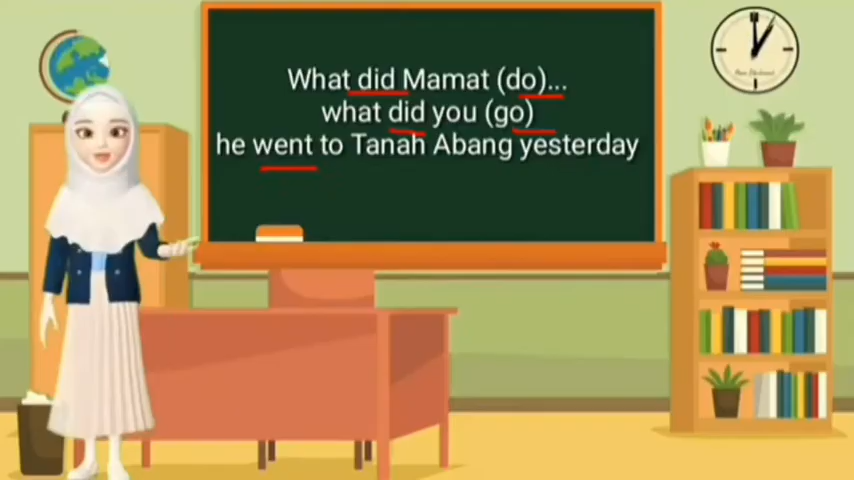 What did Mamat (do)...
what did you (go)
he went to Tanah Abang yesterday